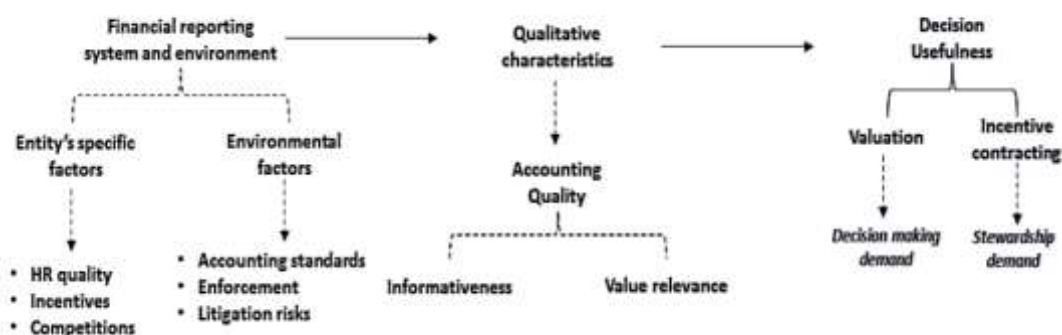 Financial reporting
system and environment
Qualitative
characteristics
Decision
Usefulness
Entity's specific
factors
Environmental
factors
Accounting
Quality
Valuation
Incentive
contracting
• HR quality
• Incentives
• Competitions
• Accounting standards
• Enforcement
• Litigation risks
Informativeness
Value relevance
Decision making
demand
Stewardship
demand